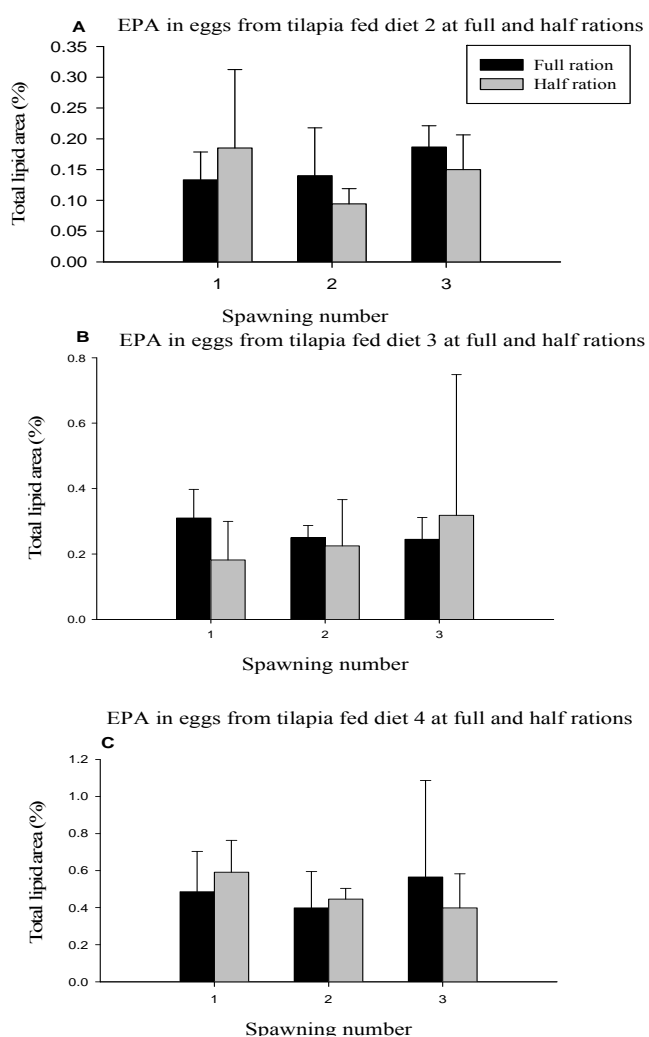 A EPA in eggs from tilapia fed diet 2 at full and half rations
0.35
0.30
0.25
0.20
0.15
0.10
0.05
0.00
Total lipid area (%)
Full ration
Half ration
1 2 3
Spawning number
B EPA in eggs from tilapia fed diet 3 at full and half rations
0.8
0.6
0.4
0.2
0.0
Total lipid area (%)
1 2 3
Spawning number
EPA in eggs from tilapia fed diet 4 at full and half rations
C
1.2
1.0
0.8
0.6
0.4
0.2
0.0
Total lipid area (%)
1 2 3
Spawning number